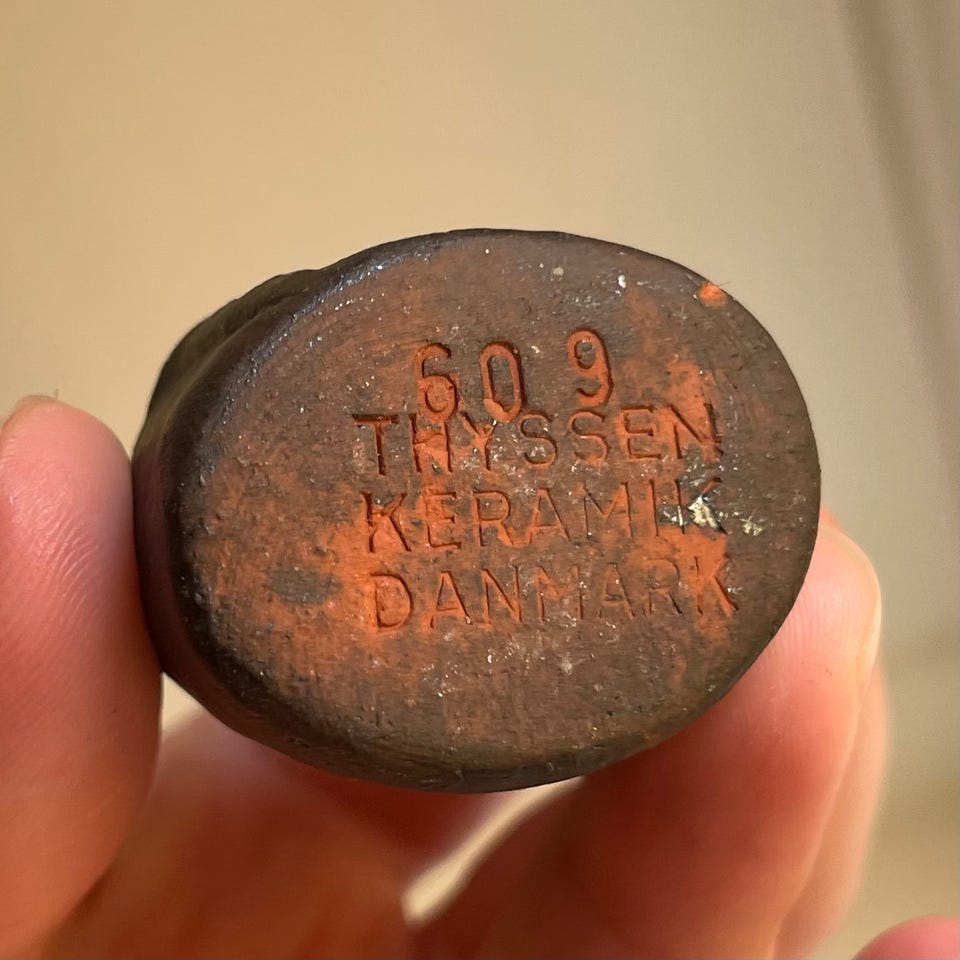 609
THYSSEN
KERAMIK
DANMARK